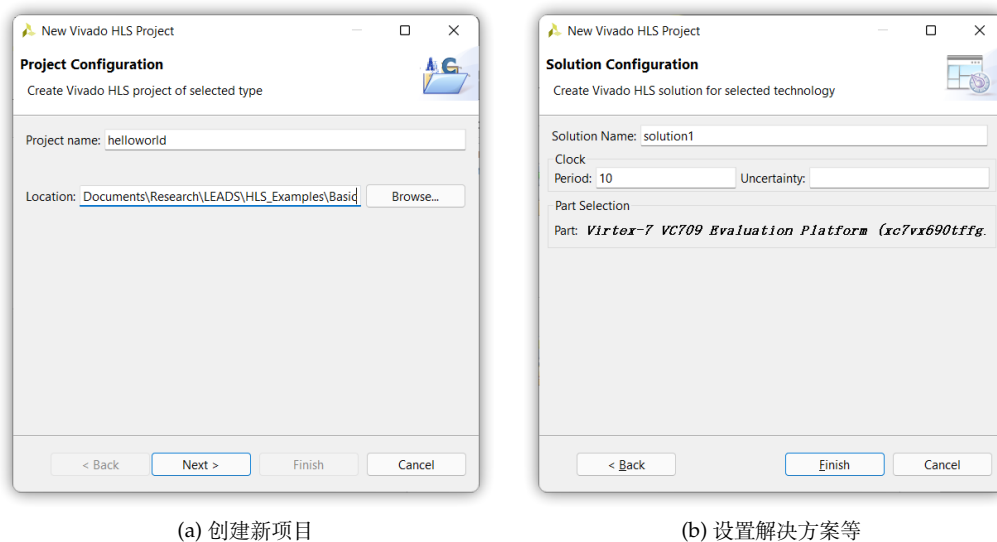 New Vivado HLS Project
Project Configuration
Create Vivado HLS project of selected type
Project name: helloworld
Location: Documents\Research\LEADS\HLS_Examples\Basic Browse...
< Back Next > Finish Cancel
(a) 创建新项目
New Vivado HLS Project
Solution Configuration
Create Vivado HLS solution for selected technology
Solution Name: solution1
Clock
Period: 10 Uncertainty:
Part Selection
Part: Virtex-7 VC709 Evaluation Platform (xc7vx690tffg.
< Back Finish Cancel
(b) 设置解决方案等